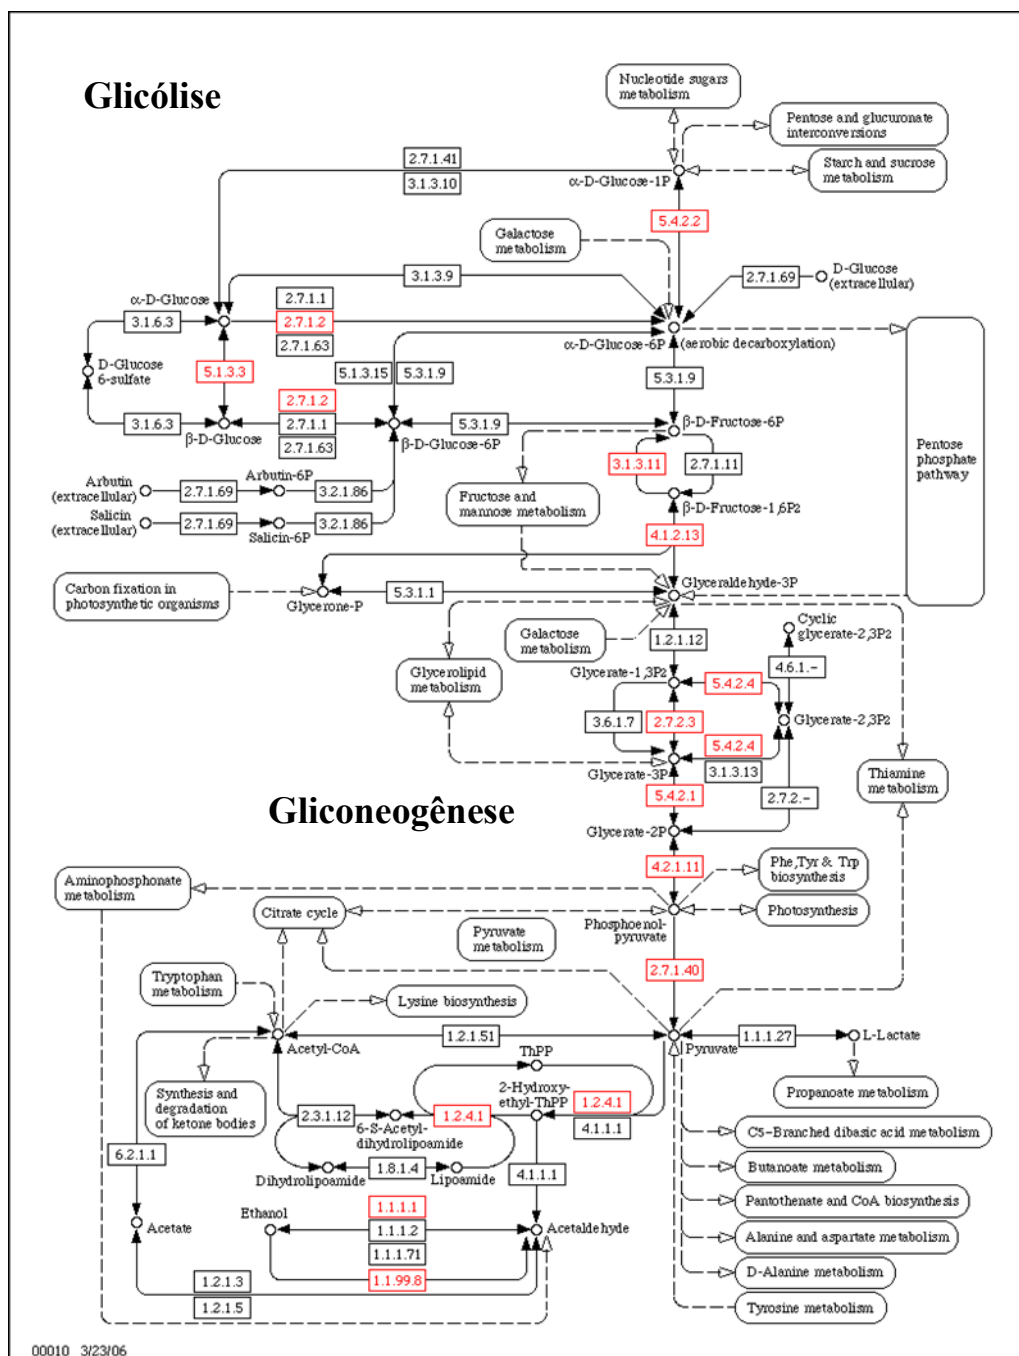 Glicólise
Nucleotide sugars
metabolism
Pentose and glucuronate
interconversions
2.7.1.41
3.1.3.10
Starch and sucrose
metabolism
α-D-Glucose-1P
5.4.2.2
Galactose
metabolism
3.1.3.9
2.7.1.69
D-Glucose
(extracellular)
α-D-Glucose
2.7.1.1
3.1.6.3
2.7.1.2
2.7.1.63
α-D-Glucose-6P
(aerobic decarboxylation)
D-Glucose
6-sulfate
5.1.3.3
5.1.3.15
5.3.1.9
5.3.1.9
2.7.1.2
3.1.6.3
2.7.1.1
5.3.1.9
β-D-Fructose-6P
β-D-Glucose
2.7.1.63
β-D-Glucose-6P
Pentose
phosphate
pathway
3.1.3.11
2.7.1.11
Arbutin
(extracellular)
2.7.1.69
Arbutin-6P
3.2.1.86
Fructose and
mannose metabolism
β-D-Fructose-1,6P2
Salicin
(extracellular)
2.7.1.69
Salicin-6P
3.2.1.86
4.1.2.13
Carbon fixation in
photosynthetic organisms
Glycerone-P
5.3.1.1
Glyceraldehyde-3P
Galactose
metabolism
1.2.1.12
Cyclic
glycerate-2,3P2
Glycerolipid
metabolism
Glycerate-1,3P2
5.4.2.4
4.6.1.-
3.6.1.7
2.7.2.3
Glycerate-2,3P2
5.4.2.4
3.1.3.13
Glycerate-3P
Thiamine
metabolism
5.4.2.1
2.7.2.-
Gliconeogênese
Glycerate-2P
4.2.1.11
Phe,Tyr & Trp
biosynthesis
Aminophosphonate
metabolism
Citrate cycle
Pyruvate
metabolism
Phosphoenol-
pyruvate
Photosynthesis
2.7.1.40
Tryptophan
metabolism
Lysine biosynthesis
Acetyl-CoA
1.2.1.51
Pyruvate
1.1.1.27
L-Lactate
ThPP
Synthesis and
degradation
of ketone bodies
2-Hydroxy-
ethyl-ThPP
1.2.4.1
Propanoate metabolism
2.3.1.12
6-S-Acetyl-
dihydrolipoamide
1.2.4.1
4.1.1.1
C5-Branched dibasic acid metabolism
6.2.1.1
Dihydrolipoamide
1.8.1.4
Lipoamide
4.1.1.1
Butanoate metabolism
Pantothenate and CoA biosynthesis
Acetate
Ethanol
1.1.1.1
1.1.1.2
1.1.1.71
Acetaldehyde
Alanine and aspartate metabolism
1.2.1.3
1.2.1.5
1.1.99.8
D-Alanine metabolism
Tyrosine metabolism
00010 3/23/06